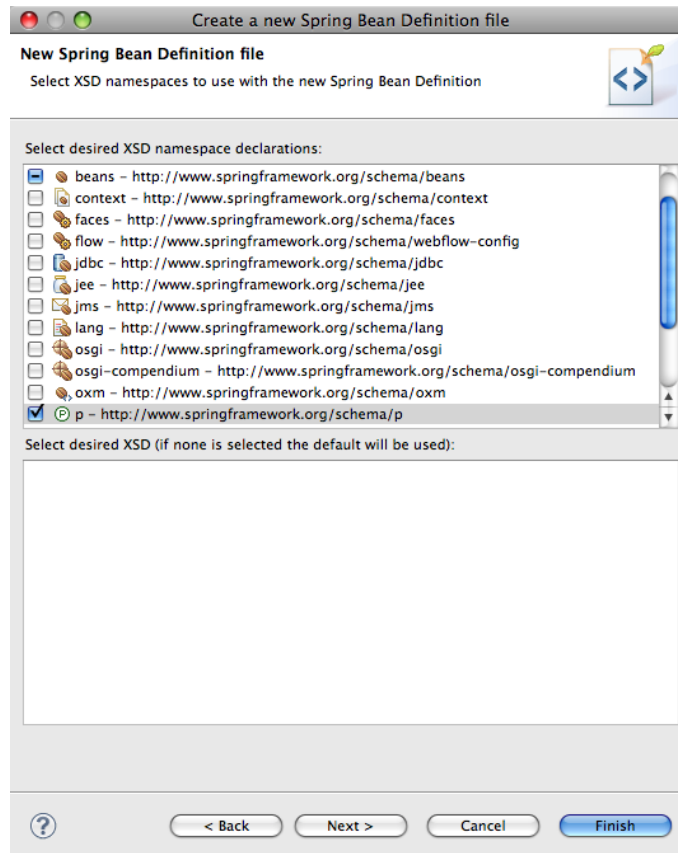 Create a new Spring Bean Definition file
New Spring Bean Definition file
Select XSD namespaces to use with the new Spring Bean Definition
Select desired XSD namespace declarations:
beans – http://www.springframework.org/schema/beans
context – http://www.springframework.org/schema/context
faces – http://www.springframework.org/schema/faces
flow – http://www.springframework.org/schema/webflow-config
jdbc – http://www.springframework.org/schema/jdbc
jee – http://www.springframework.org/schema/jee
jms – http://www.springframework.org/schema/jms
lang – http://www.springframework.org/schema/lang
osgi – http://www.springframework.org/schema/osgi
osgi-compendium – http://www.springframework.org/schema/osgi-compendium
oxm – http://www.springframework.org/schema/oxm
P p – http://www.springframework.org/schema/p
Select desired XSD (if none is selected the default will be used):
? < Back Next > Cancel Finish